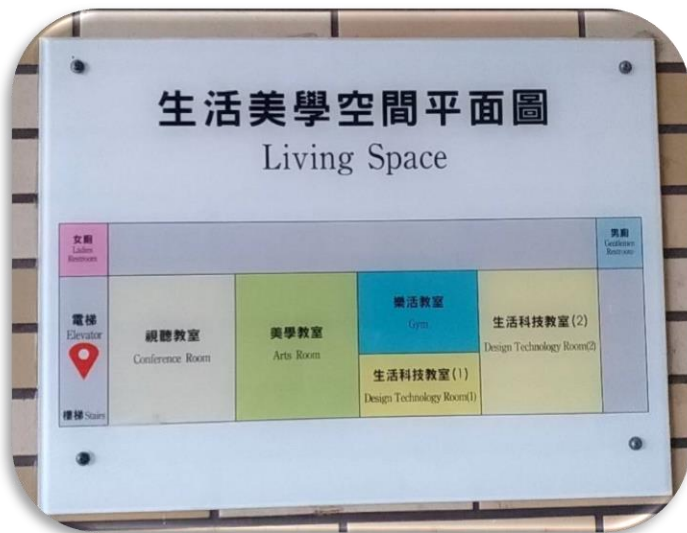 生活美學空間平面圖
Living Space
女廁
Ladies
Restroom
男廁
Gentlemen
Restroom
電梯
Elevator
樓梯 Stairs
視聽教室
Conference Room
美學教室
Arts Room
樂活教室
Gym
生活科技教室(1)
Design Technology Room(1)
生活科技教室(2)
Design Technology Room(2)